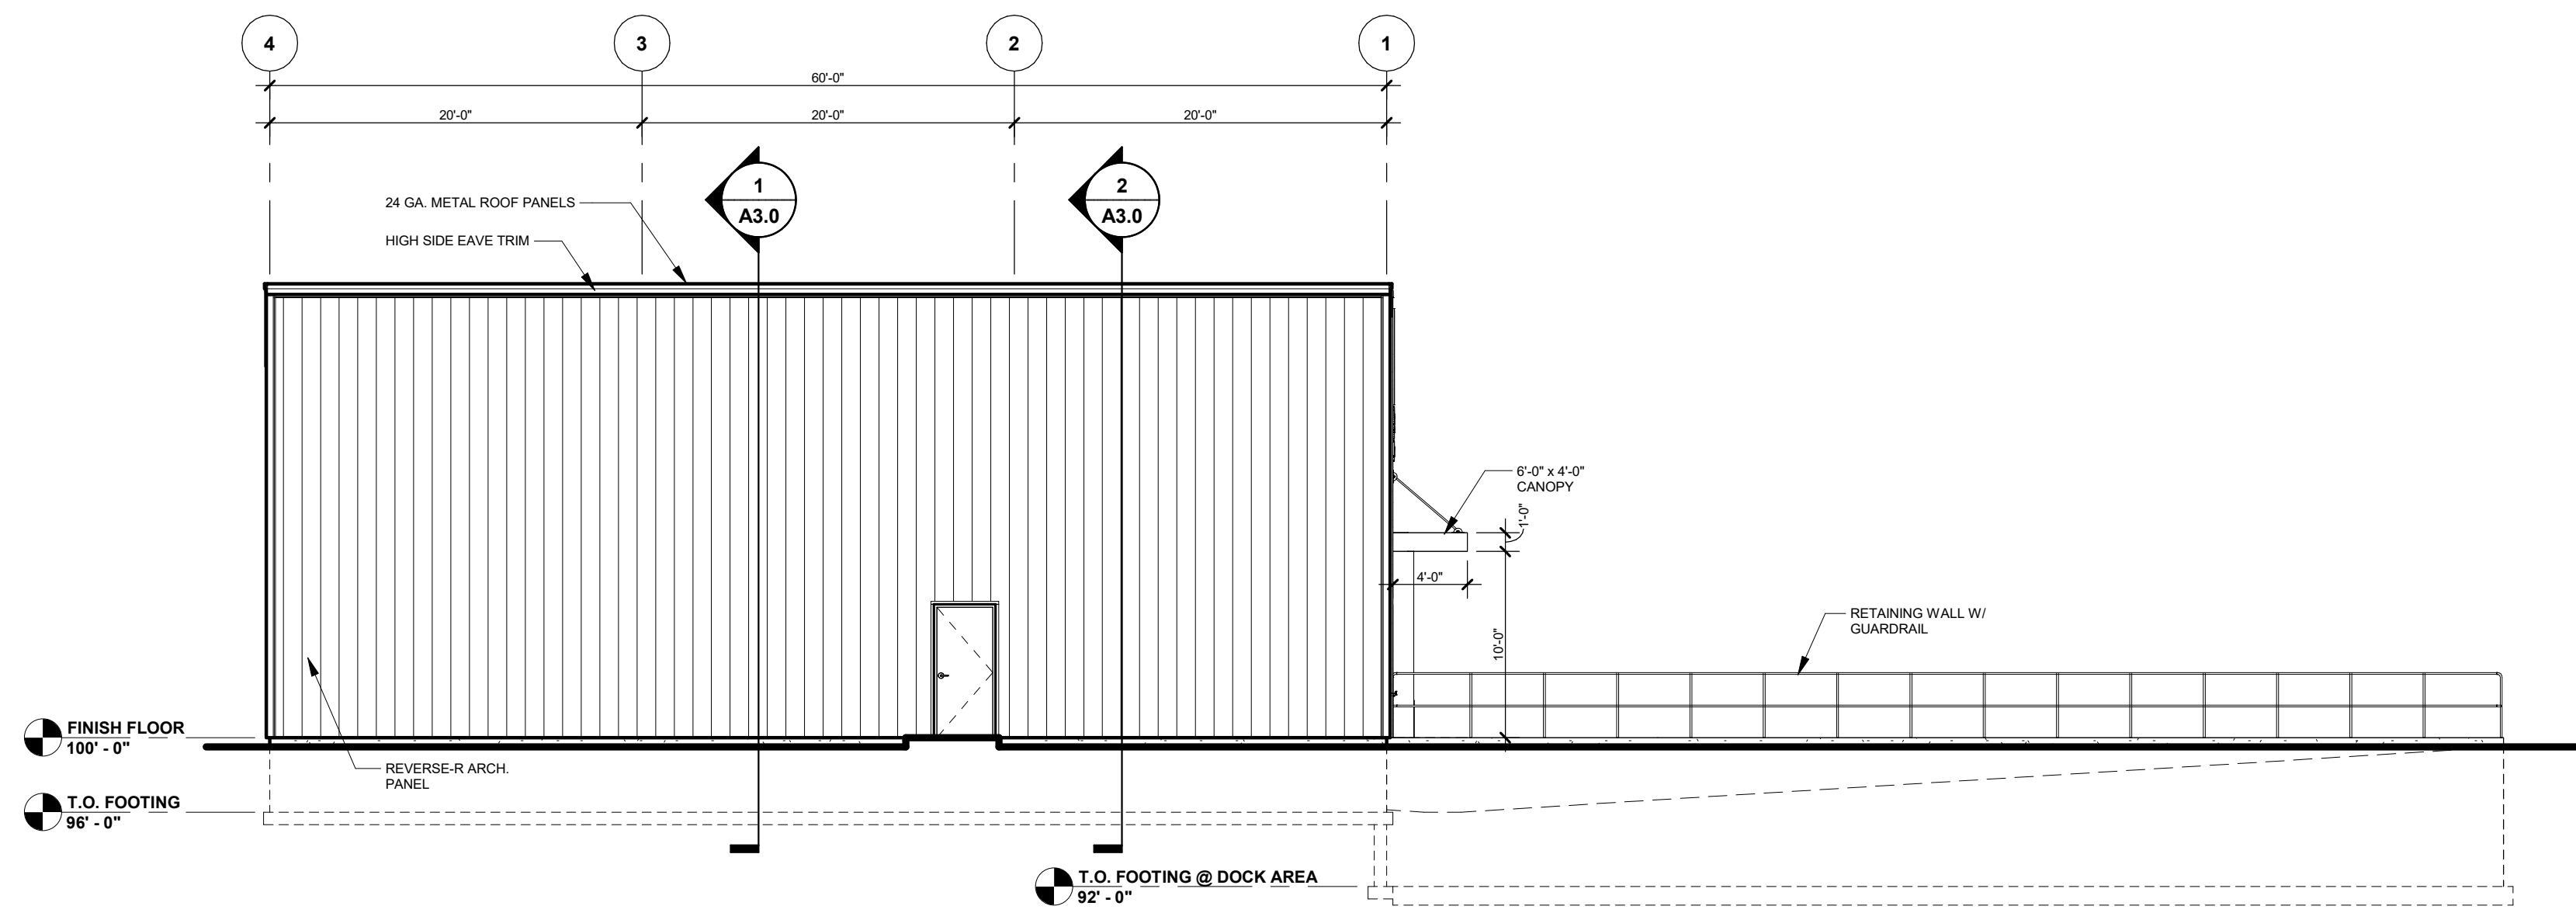 4
3
2
1
60'-0"
20'-0"
20'-0"
20'-0"
1
A3.0
2
A3.0
24 GA. METAL ROOF PANELS
HIGH SIDE EAVE TRIM
6'-0" x 4'-0"
CANOPY
1'-0"
4'-0"
10'-0"
RETAINING WALL W/
GUARDRAIL
FINISH FLOOR
100' - 0"
REVERSE-R ARCH.
PANEL
T.O. FOOTING
96' - 0"
T.O. FOOTING @ DOCK AREA
92' - 0"